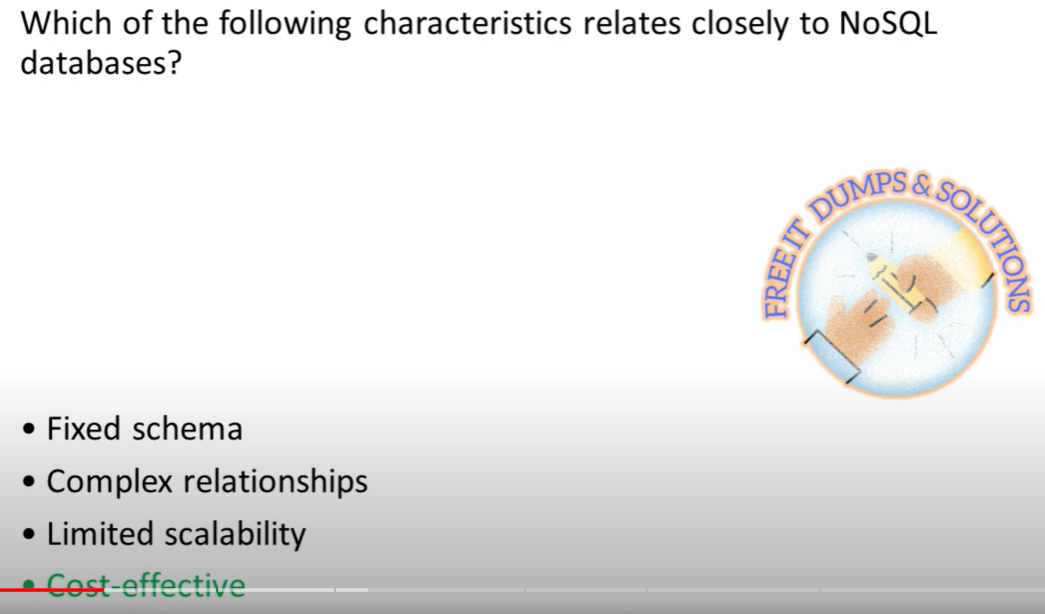 Which of the following characteristics relates closely to NoSQL
databases?
FREE IT DUMPS & SOLUTIONS
• Fixed schema
• Complex relationships
• Limited scalability
• Cost-effective